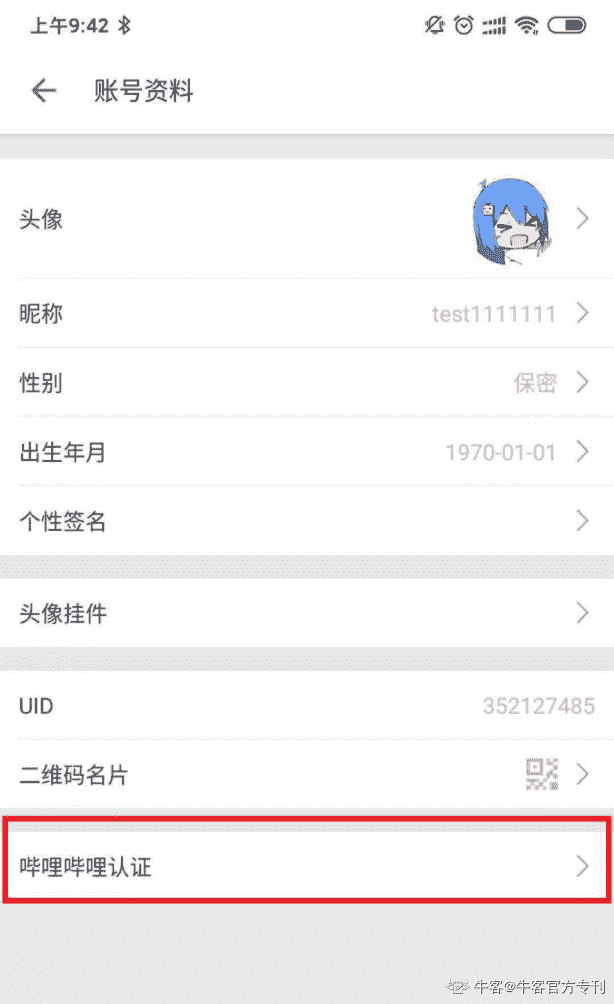 上午9:42
账号资料
头像
昵称 test1111111
性别 保密
出生年月 1970-01-01
个性签名
头像挂件
UID 352127485
二维码名片
哔哩哔哩认证
牛客@牛客官方专刊